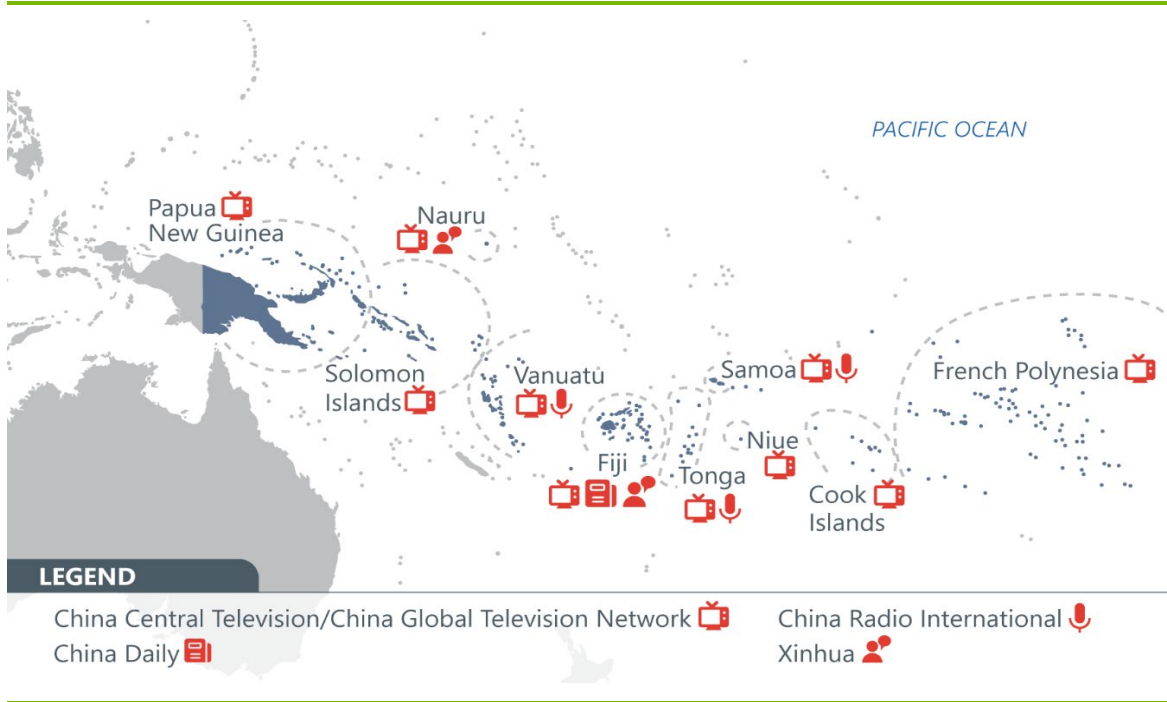 PACIFIC OCEAN
Papua
New Guinea
Nauru
Solomon
Islands
Vanuatu
Samoa
French Polynesia
Fiji
Tonga
Niue
Cook
Islands
LEGEND
China Central Television/China Global Television Network
China Radio International
China Daily
Xinhua